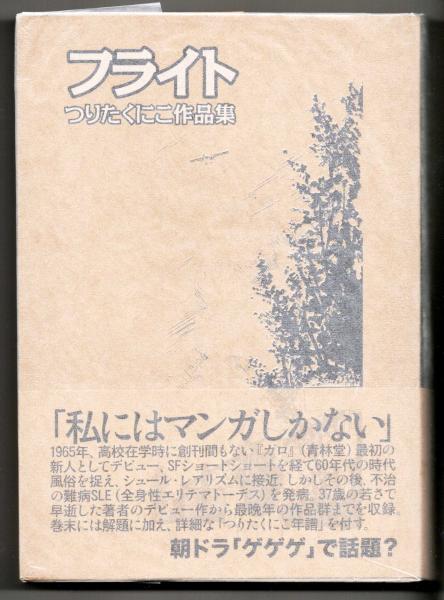 フライト
つりたくにこ作品集
「私にはマンガしかない」
1965年、高校在学時に創刊間もない『ガロ』(青林堂)最初の
新人としてデビュー、SFショートショートを経て60年代の時代
風俗を捉え、シュール・レアリズムに接近、しかしその後、不治
の難病SLE(全身性エリテマトーデス)を発病。37歳の若さで
早逝した著者のデビュー作から最晩年の作品群までを収録。
巻末には解題に加え、詳細な「つりたくにこ年譜」を付す。
朝ドラ「ゲゲゲ」で話題?